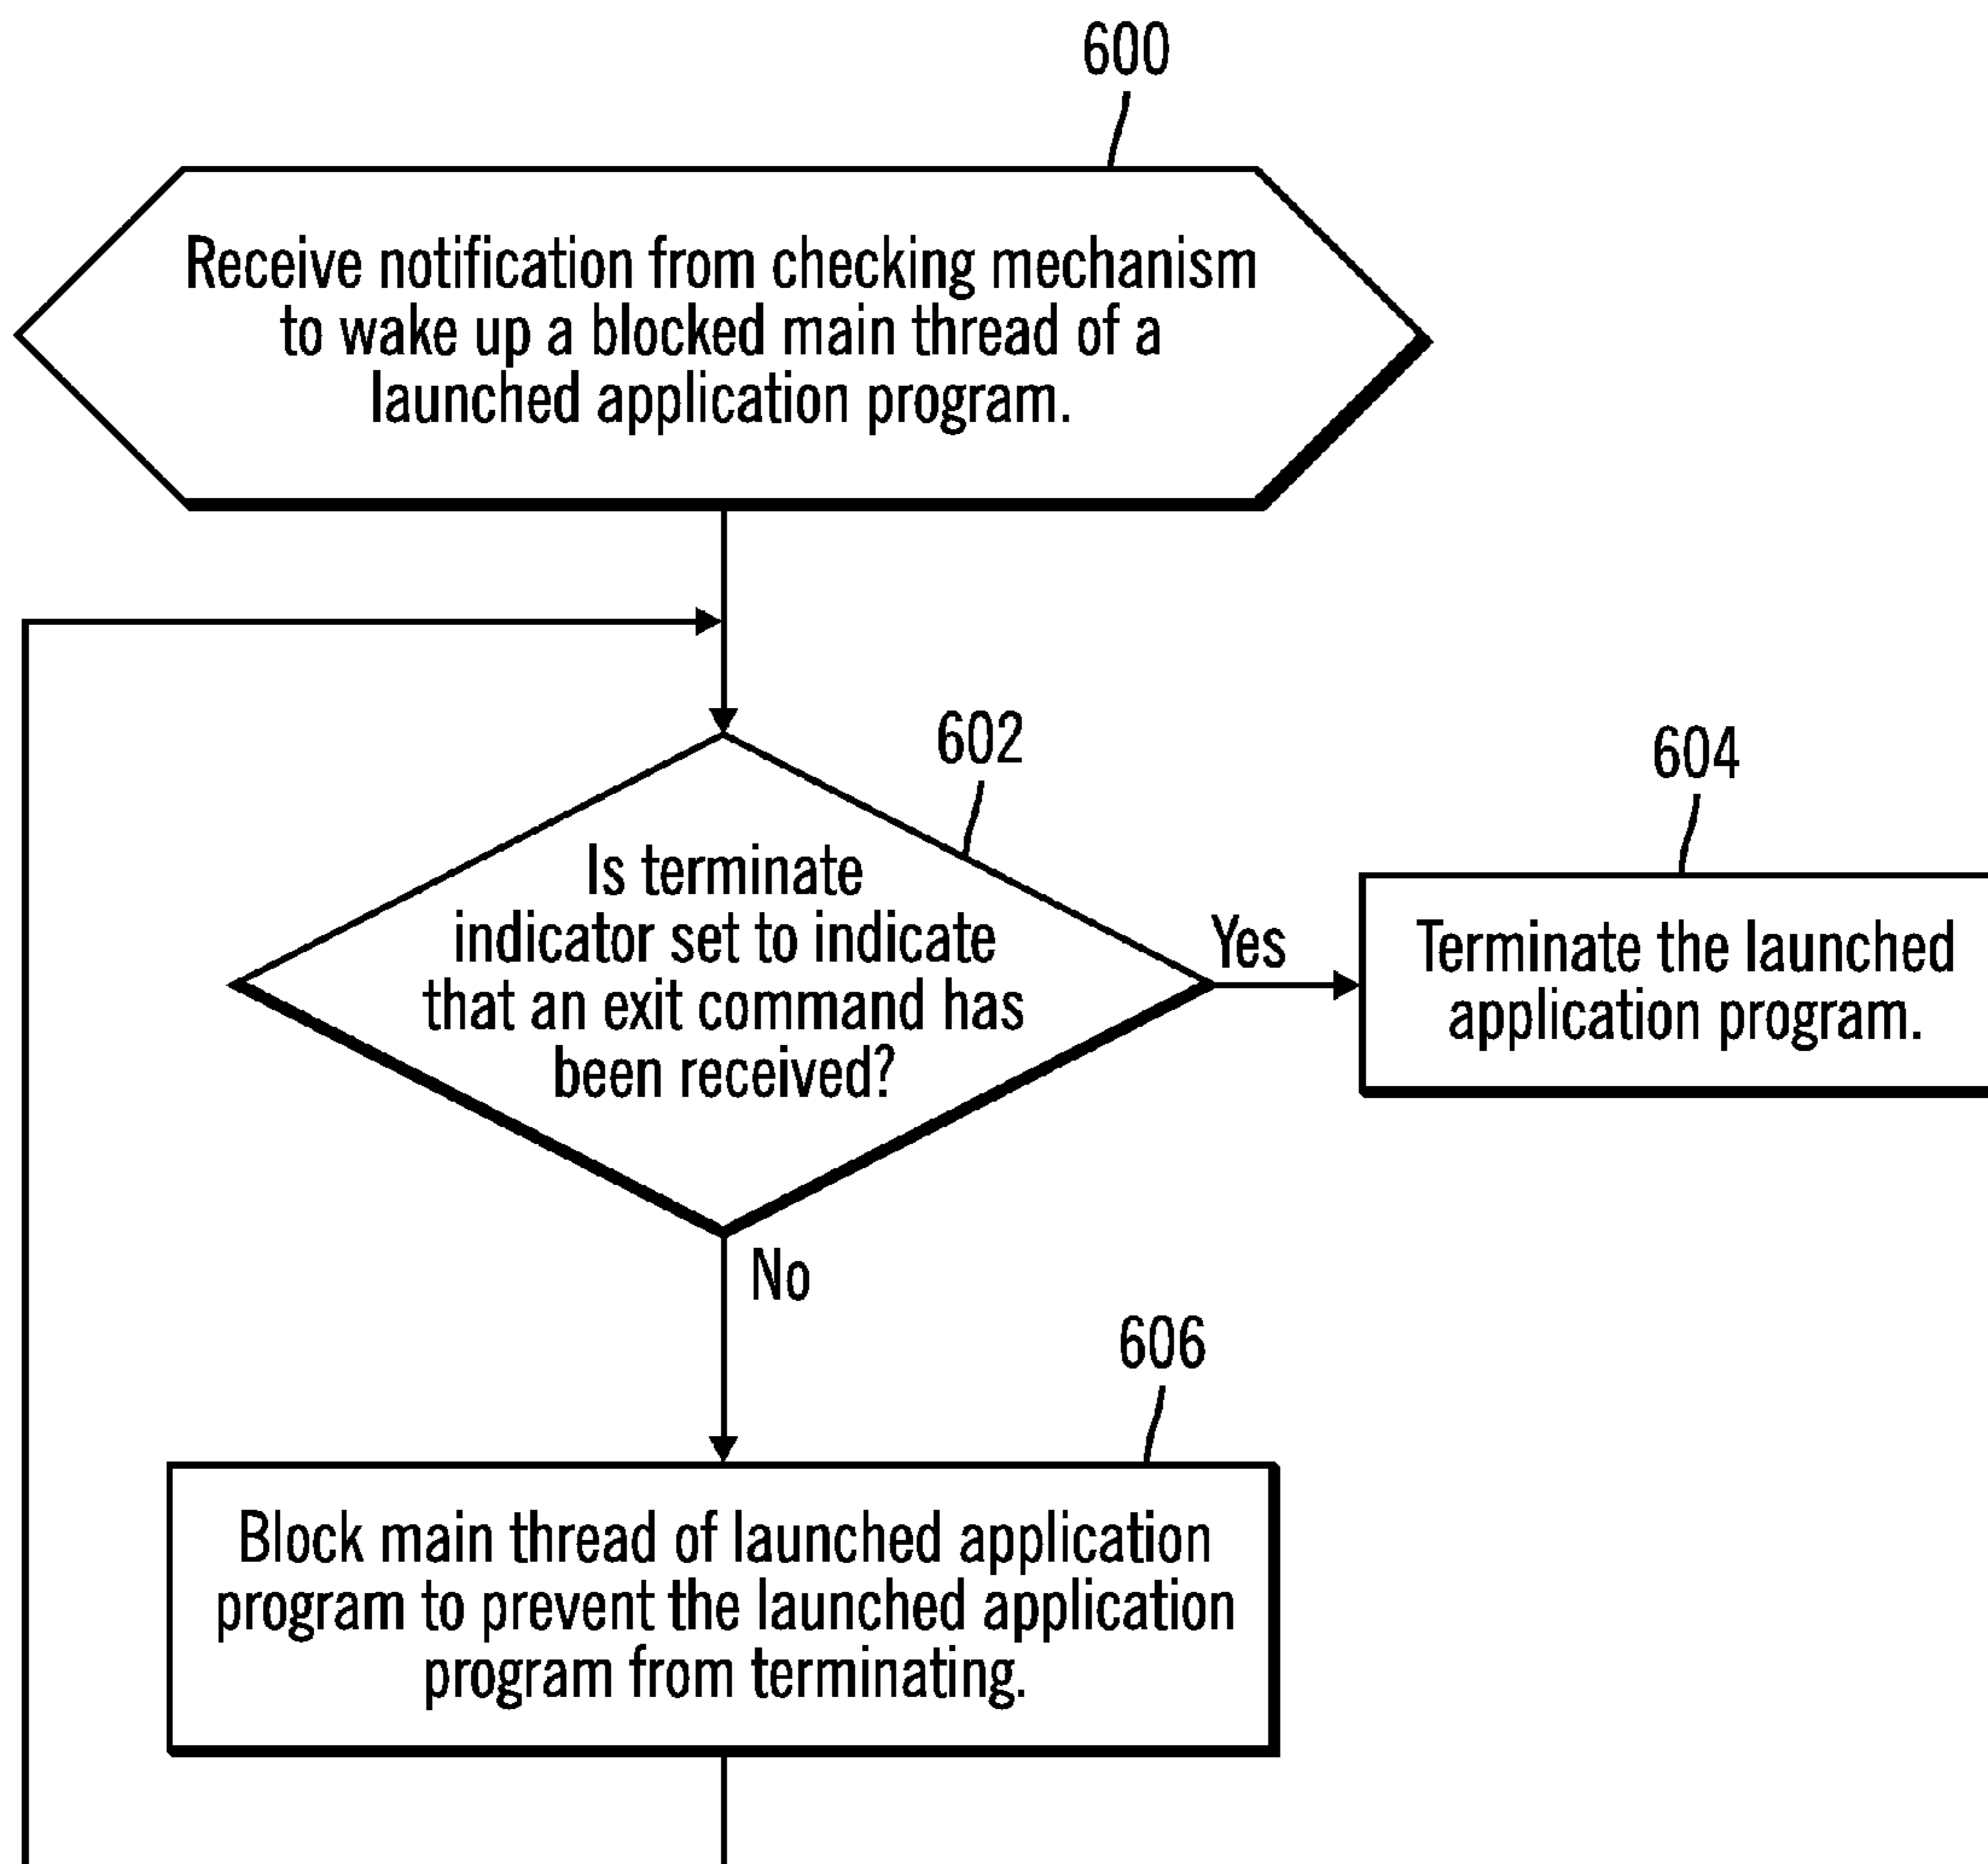 600
Receive notification from checking mechanism
to wake up a blocked main thread of a
launched application program.
602
Is terminate
indicator set to indicate
that an exit command has
been received?
Yes
604
Terminate the launched
application program.
No
606
Block main thread of launched application
program to prevent the launched application
program from terminating.